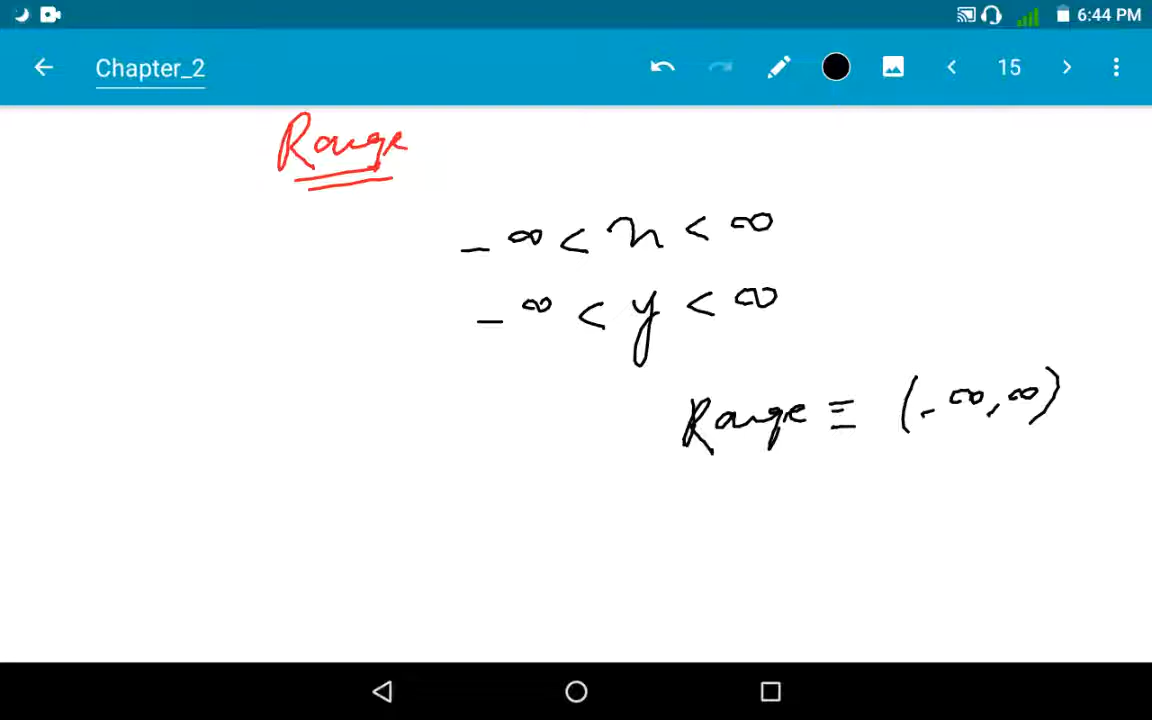 6:44 PM
Chapter_2
15
Range
-∞ < x < ∞
-∞ < y < ∞
Range ≡ (-∞, ∞)